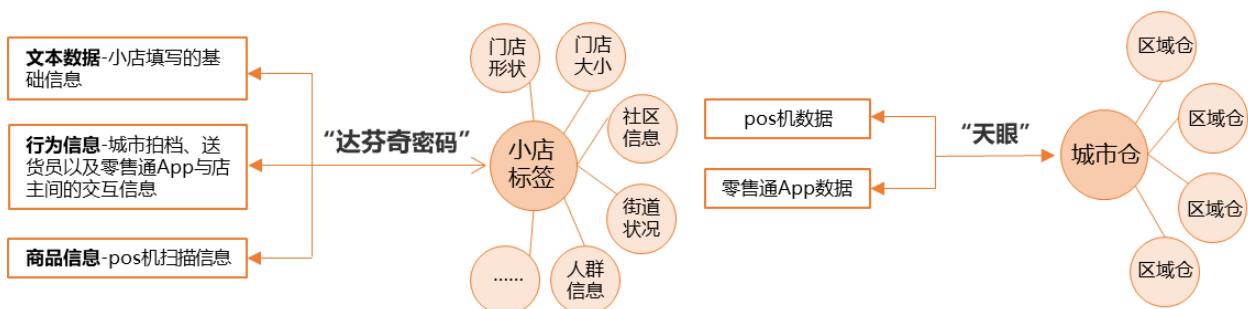 文本数据-小店填写的基
础信息
行为信息-城市拍档、送
货员以及零售通App与店
主间的交互信息
商品信息-pos机扫描信息
“达芬奇密码”
小店
标签
门店
形状
门店
大小
社区
信息
街道
状况
人群
信息
……
pos机数据
零售通App数据
“天眼”
城市仓
区域仓
区域仓
区域仓
区域仓